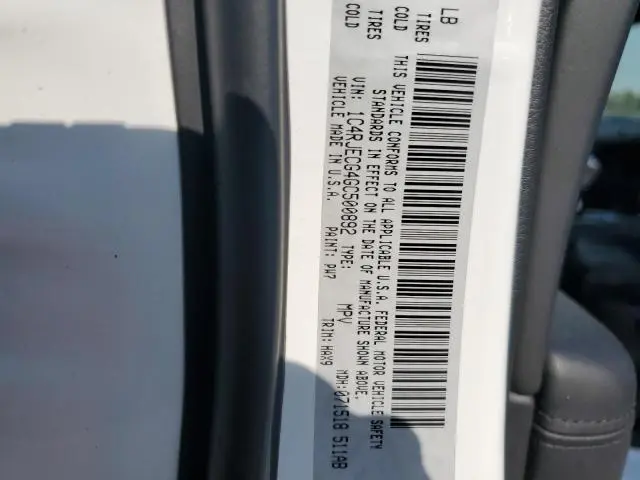 LB
TIRES COLD
TIRES COLD
THIS VEHICLE CONFORMS TO ALL APPLICABLE U.S.A. FEDERAL MOTOR VEHICLE SAFETY
STANDARDS IN EFFECT ON THE DATE OF MANUFACTURE SHOWN ABOVE.
VIN: 1C4RJECG4GC500892 TYPE: MPV MDH:071518 511AB
VEHICLE MADE IN U.S.A. PAINT: PW7 TRIM: HAX9